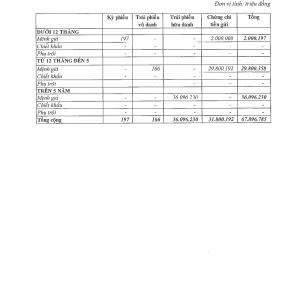 Đơn vị tính: triệu đồng
Kỳ phiếu Trái phiếu vô danh Trái phiếu hữu danh Chứng chỉ tiền gửi Tổng
DƯỚI 12 THÁNG
Mệnh giá 197 - - 2.000.000 2.000.197
Chiết khấu - - - - -
Phụ trội - - - - -
TỪ 12 THÁNG ĐẾN 5
Mệnh giá - 166 - 29.800.192 29.800.358
Chiết khấu - - - - -
Phụ trội - - - - -
TRÊN 5 NĂM
Mệnh giá - - 36.096.230 - 36.096.230
Chiết khấu - - - - -
Phụ trội - - - - -
Tổng cộng 197 166 36.096.230 31.800.192 67.896.785